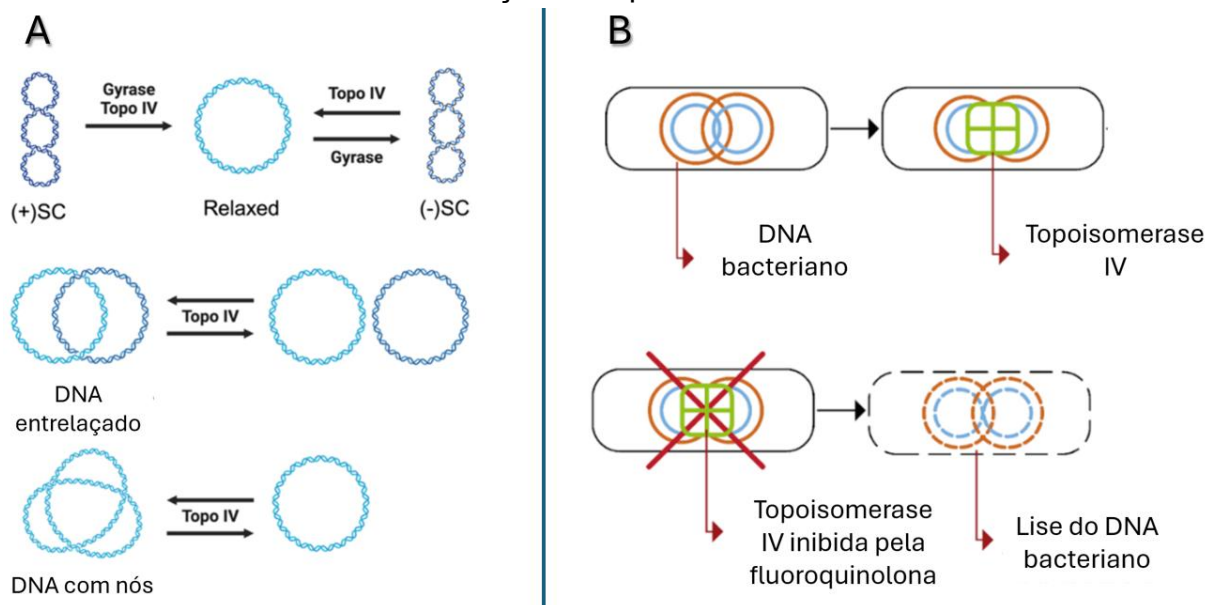 A
Gyrase
Topo IV
Topo IV
Gyrase
(+)SC
Relaxed
(-)SC
Topo IV
DNA
entrelaçado
Topo IV
DNA com nós
B
DNA
bacteriano
Topoisomerase
IV
Topoisomerase
IV inibida pela
fluoroquinolona
Lise do DNA
bacteriano